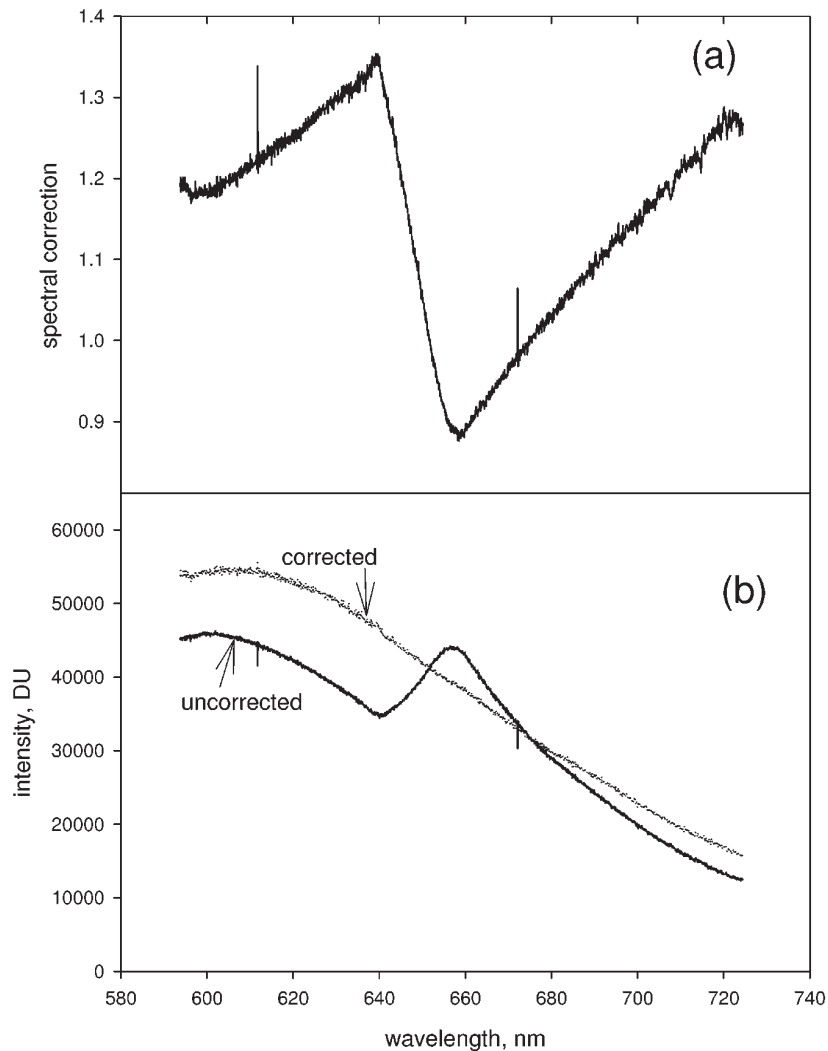 1.4
(a)
1.3
1.2
1.1
1.0
0.9
spectral correction
60000
corrected
50000
(b)
40000
uncorrected
30000
20000
10000
0
intensity, DU
580 600 620 640 660 680 700 720 740
wavelength, nm